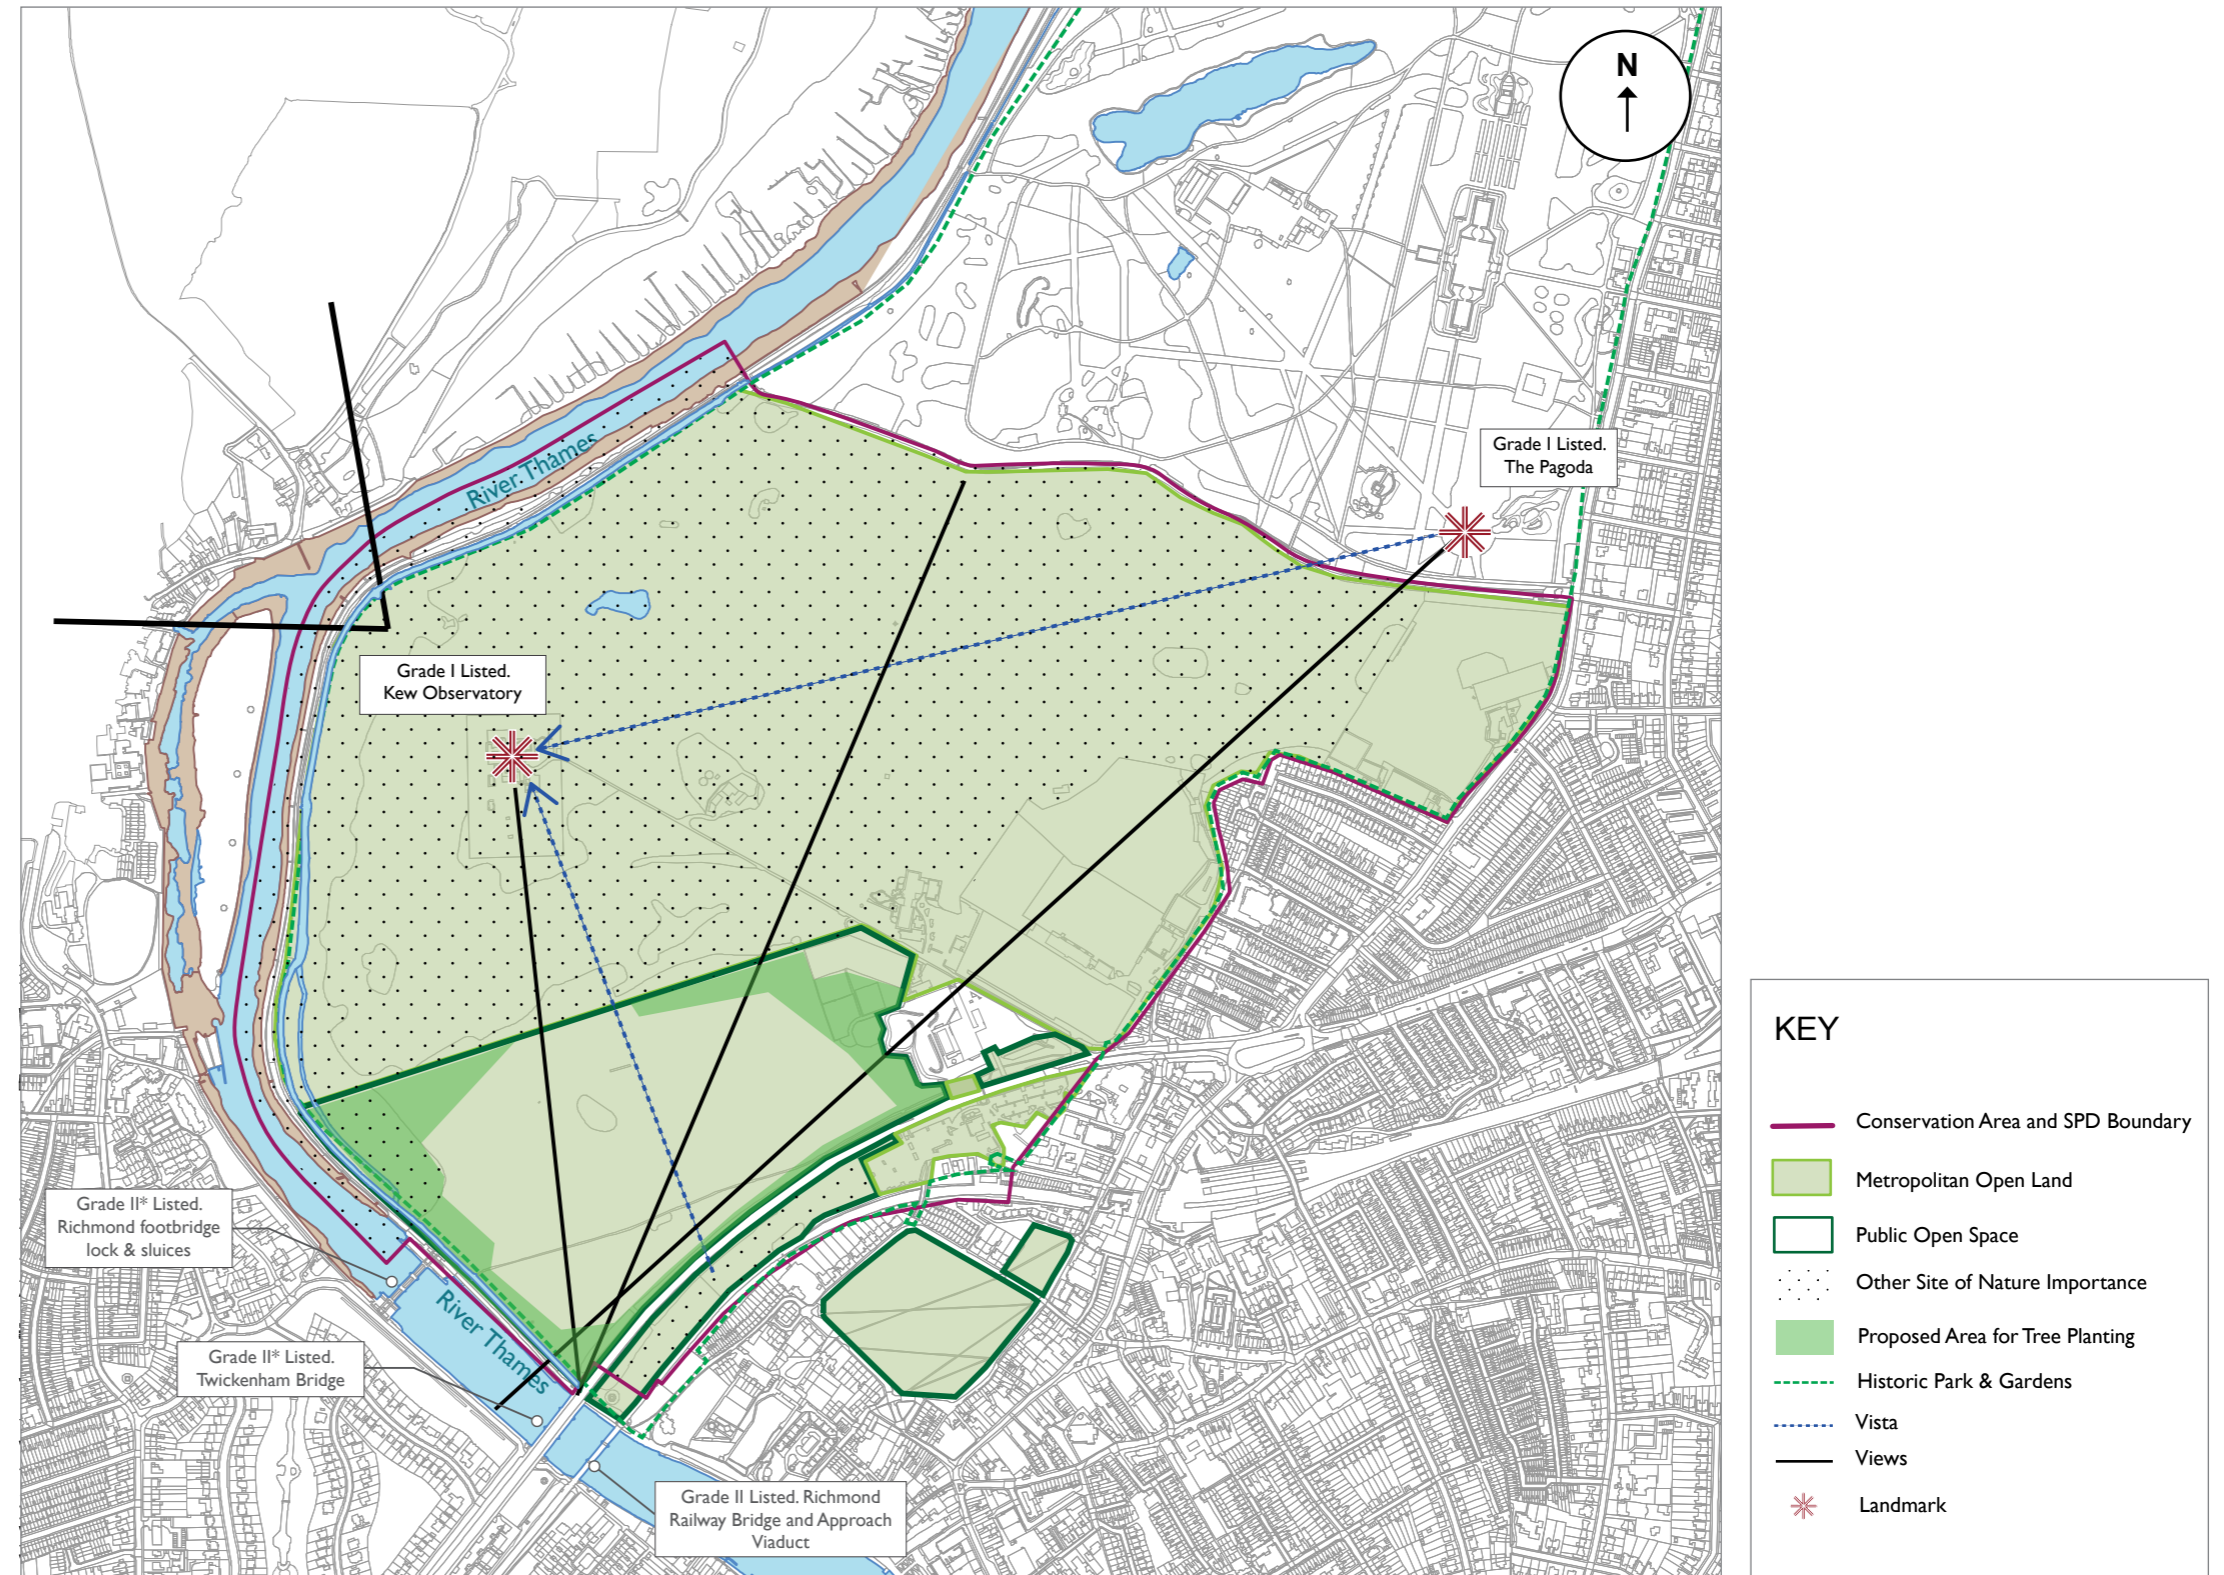 N
Grade I Listed.
The Pagoda
River Thames
Grade I Listed.
Kew Observatory
Grade II* Listed.
Richmond footbridge
lock & sluices
River Thames
Grade II* Listed.
Twickenham Bridge
Grade II Listed. Richmond
Railway Bridge and Approach
Viaduct
KEY
Conservation Area and SPD Boundary
Metropolitan Open Land
Public Open Space
Other Site of Nature Importance
Proposed Area for Tree Planting
Historic Park & Gardens
Vista
Views
Landmark